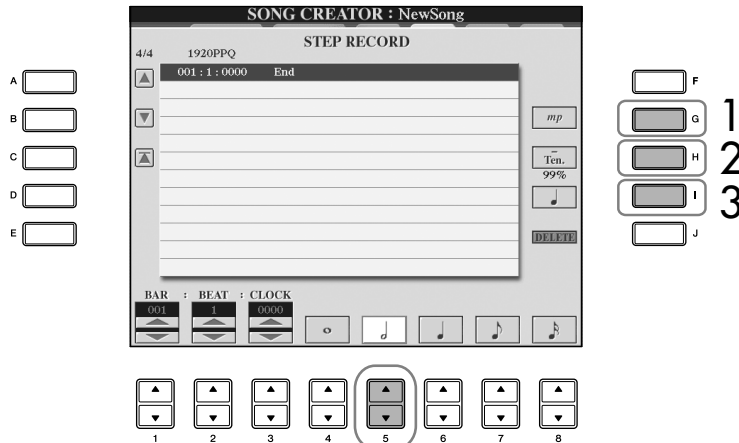 SONG CREATOR : NewSong
STEP RECORD
4/4 1920PPQ
001 : 1 : 0000 End
A
B
C
D
E
F
G 1
H 2
I 3
J
mp
Ten.
99%
DELETE
BAR : BEAT : CLOCK
001 1 0000
1 2 3 4 5 6 7 8